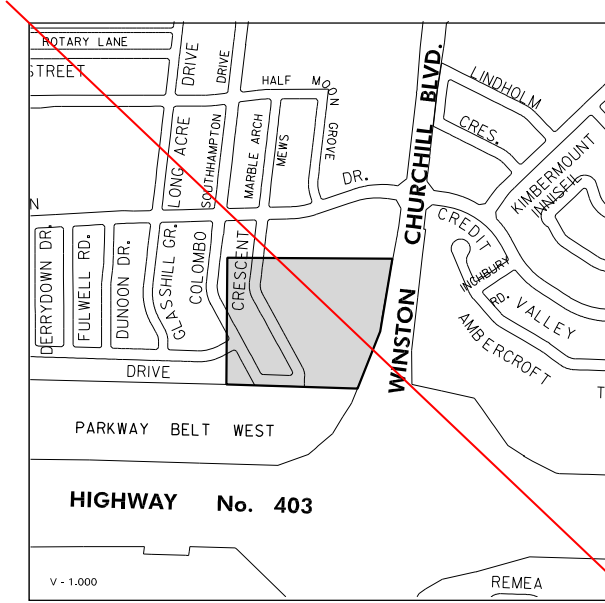 ROTARY LANE
STREET
DRIVE
DRIVE
HALF MOON GROVE
LINDHOLM
CRES.
KIMBERMOUNT
INNISFIL
LONG ACRE
SOUTHHAMPTON
MARBLE ARCH
MEWS
DR.
WINSTON CHURCHILL BLVD.
CREDIT VALLEY
INCHBURY
RD.
AMBERCROFT
N
DERRYDOWN DR.
FULWELL RD.
DUNOON DR.
GLASSHILL GR.
COLOMBO
CRESCENT
DRIVE
T
PARKWAY BELT WEST
HIGHWAY No. 403
V - 1.000
REMEA